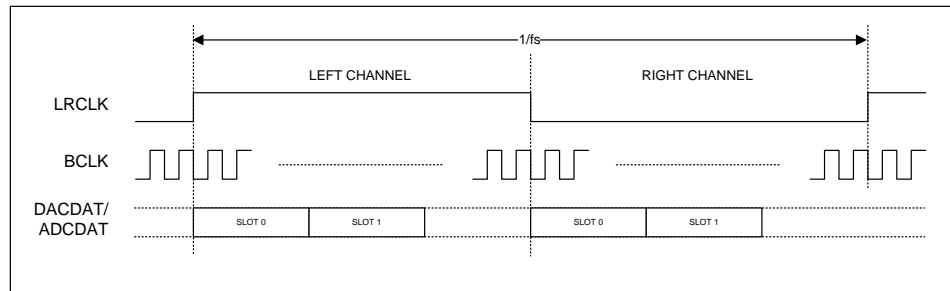 1/fs
LEFT CHANNEL
RIGHT CHANNEL
LRCLK
BCLK
DACDAT/
ADCDAT
SLOT 0
SLOT 1
SLOT 0
SLOT 1